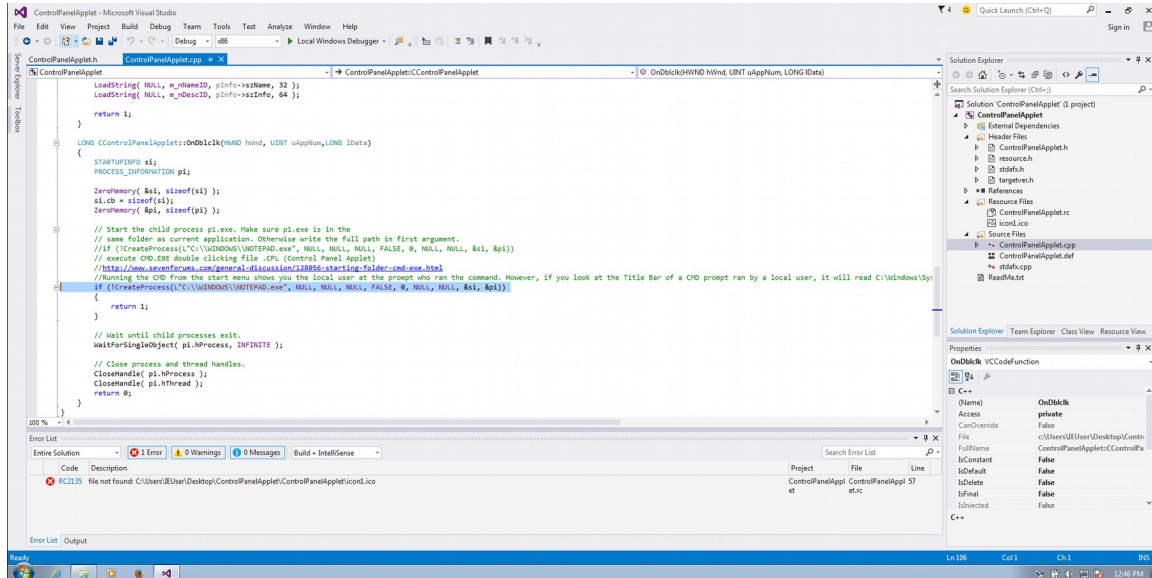 ControlPanelApplet - Microsoft Visual Studio
4
Quick Launch (Ctrl+Q)
File Edit View Project Build Debug Team Tools Test Analyze Window Help
Sign in
Debug x86 Local Windows Debugger
Server Explorer
Toolbox
ControlPanelApplet.h ControlPanelApplet.cpp
ControlPanelApplet ControlPanelApplet::CControlPanelApplet OnDblclk(HWND hWnd, UINT uAppNum, LONG lData)
LoadString( NULL, m_nNameID, pInfo->szName, 32 );
LoadString( NULL, m_nDescID, pInfo->szInfo, 64 );
return 1;
}
LONG CControlPanelApplet::OnDblclk(HWND hWnd, UINT uAppNum,LONG lData)
{
STARTUPINFO si;
PROCESS_INFORMATION pi;
ZeroMemory( &si, sizeof(si) );
si.cb = sizeof(si);
ZeroMemory( &pi, sizeof(pi) );
// Start the child process p1.exe. Make sure p1.exe is in the
// same folder as current application. Otherwise write the full path in first argument.
//if (!CreateProcess(L"C:\\WINDOWS\\NOTEPAD.exe", NULL, NULL, NULL, FALSE, 0, NULL, NULL, &si, &pi))
// execute CMD.EXE double clicking file .CPL (Control Panel Applet)
//http://www.sevenforums.com/general-discussion/128056-starting-folder-cmd-exe.html
//Running the CMD from the start menu shows you the local user at the prompt who ran the command. However, if you look at the Title Bar of a CMD prompt ran by a local user, it will read C:\Windows\Sy
if (!CreateProcess(L"C:\\WINDOWS\\NOTEPAD.exe", NULL, NULL, NULL, FALSE, 0, NULL, NULL, &si, &pi))
{
return 1;
}
// Wait until child processes exit.
WaitForSingleObject( pi.hProcess, INFINITE );
// Close process and thread handles.
CloseHandle( pi.hProcess );
CloseHandle( pi.hThread );
return 0;
}
}
100 %
Error List
Entire Solution 1 Error 0 Warnings 0 Messages Build + IntelliSense Search Error List
Code Description Project File Line
RC2135 file not found: C:\Users\IEUser\Desktop\ControlPanelApplet\ControlPanelApplet\icon1.ico ControlPanelAppl ControlPanelAppl 57
et et.rc
Error List Output
Solution Explorer
Search Solution Explorer (Ctrl+;)
Solution 'ControlPanelApplet' (1 project)
ControlPanelApplet
External Dependencies
Header Files
ControlPanelApplet.h
resource.h
stdafx.h
targetver.h
References
Resource Files
ControlPanelApplet.rc
icon1.ico
Source Files
ControlPanelApplet.cpp
ControlPanelApplet.def
stdafx.cpp
ReadMe.txt
Solution Explorer Team Explorer Class View Resource View
Properties
OnDblclk VCCodeFunction
C++
(Name) OnDblclk
Access private
CanOverride False
File c:\Users\IEUser\Desktop\Contr
FullName ControlPanelApplet::CControlPa
IsConstant False
IsDefault False
IsDelete False
IsFinal False
IsInjected False
C++
Ready Ln 106 Col 1 Ch 1 INS
12:46 PM